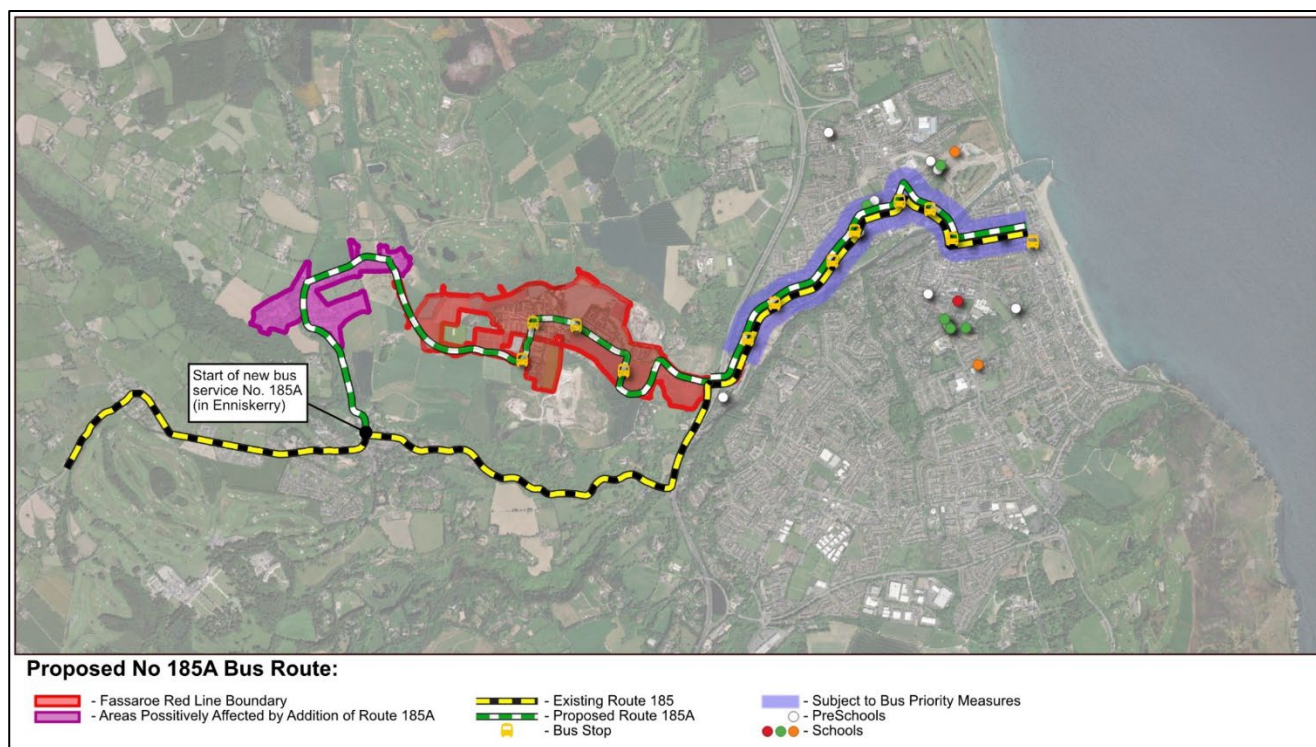 Start of new bus
service No. 185A
(in Enniskerry)
Proposed No 185A Bus Route:
- Fassaroe Red Line Boundary
- Areas Possitively Affected by Addition of Route 185A
- Existing Route 185
- Proposed Route 185A
- Bus Stop
- Subject to Bus Priority Measures
- PreSchools
- Schools